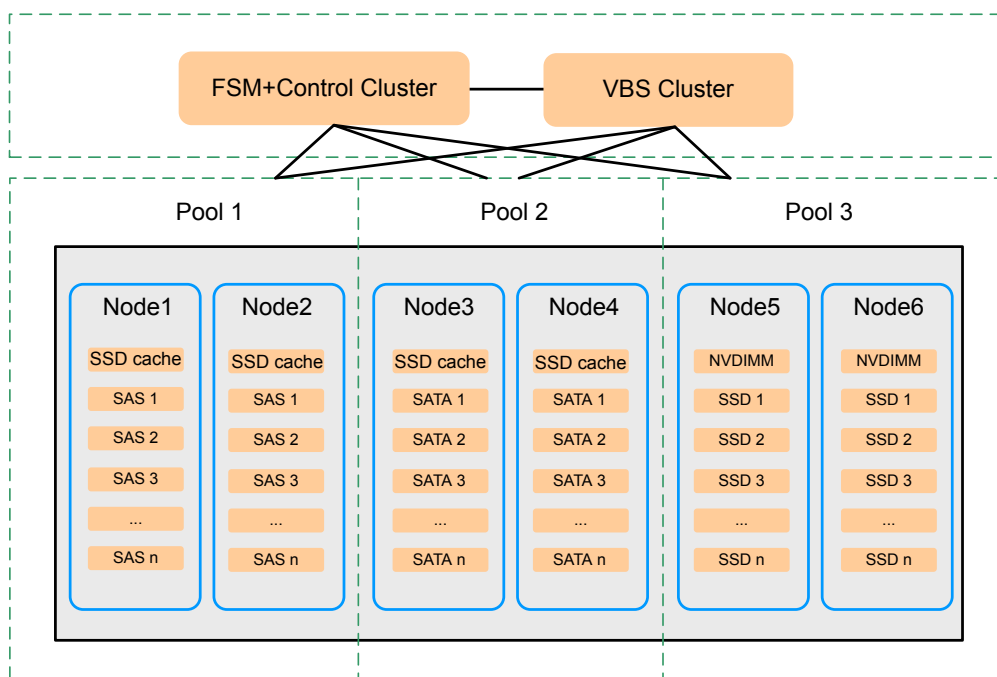 FSM+Control Cluster
VBS Cluster
Pool 1
Pool 2
Pool 3
Node1
Node2
Node3
Node4
Node5
Node6
SSD cache
SSD cache
SSD cache
SSD cache
NVDIMM
NVDIMM
SAS 1
SAS 1
SATA 1
SATA 1
SSD 1
SSD 1
SAS 2
SAS 2
SATA 2
SATA 2
SSD 2
SSD 2
SAS 3
SAS 3
SATA 3
SATA 3
SSD 3
SSD 3
...
...
...
...
...
...
SAS n
SAS n
SATA n
SATA n
SSD n
SSD n